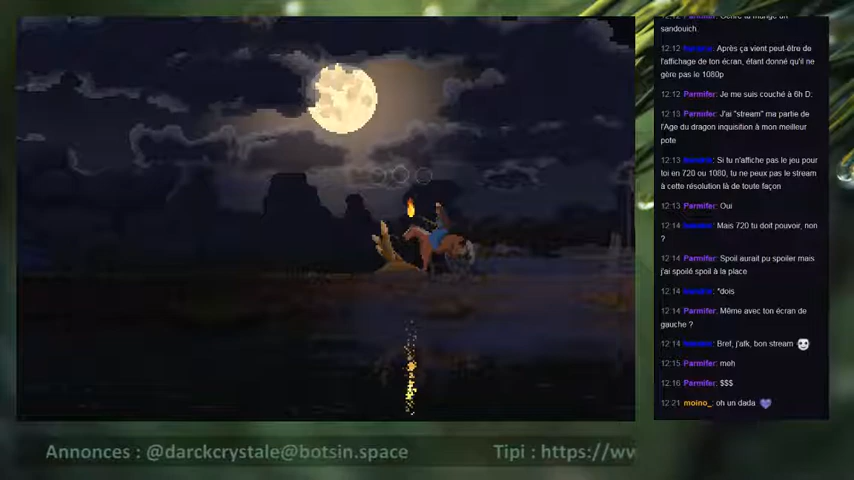 sandouich.
12:12 : Après ça vient peut-être de
l'affichage de ton écran, étant donné qu'il ne
gère pas le 1080p
12:12 Parmifer: Je me suis couché à 6h D:
12:13 Parmifer: J'ai "stream" ma partie de
l'Age du dragon inquisition à mon meilleur
pote
12:13 : Si tu n'affiche pas le jeu pour
toi en 720 ou 1080, tu ne peux pas le stream
à cette résolution là de toute façon
12:13 Parmifer: Oui
12:14 : Mais 720 tu doit pouvoir, non
?
12:14 Parmifer: Spoil aurait pu spoiler mais
j'ai spoilé spoil à la place
12:14 : *dois
12:14 Parmifer: Même avec ton écran de
gauche ?
12:14 : Bref, j'afk, bon stream
12:15 Parmifer: meh
12:16 Parmifer: $$$
12:21 moino_: oh un dada
Annonces : @darckcrystale@botsin.space
Tipi : https://ww